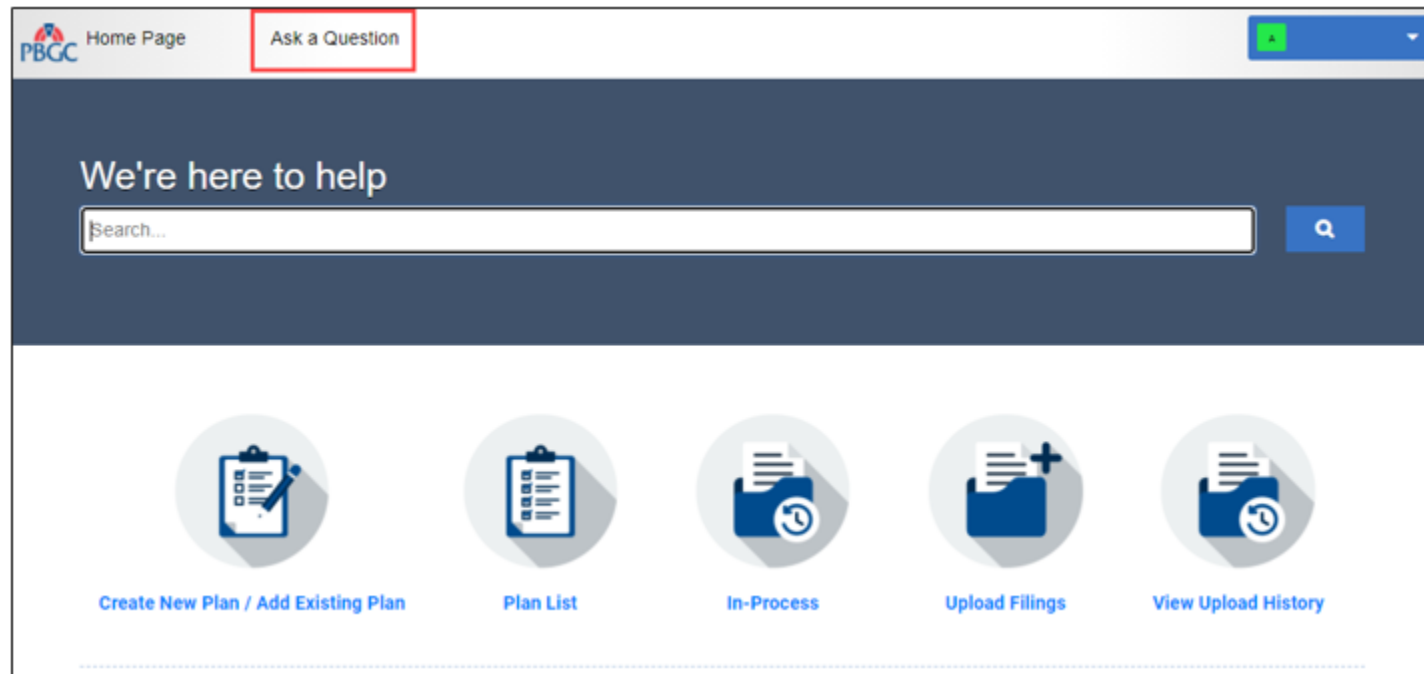 PBGC Home Page Ask a Question A
We're here to help
Search...
Create New Plan / Add Existing Plan Plan List In-Process Upload Filings View Upload History